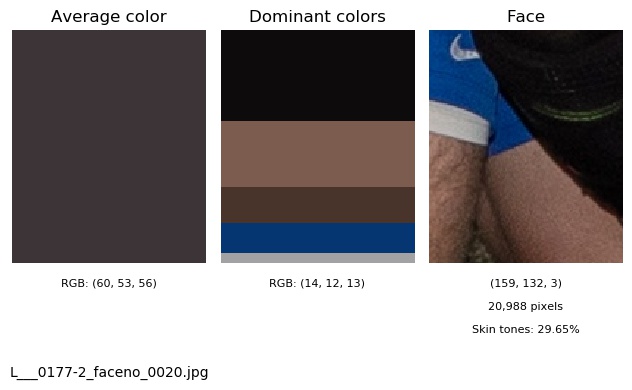 Average color
Dominant colors
Face
RGB: (60, 53, 56)
RGB: (14, 12, 13)
(159, 132, 3)
20,988 pixels
Skin tones: 29.65%
L___0177-2_faceno_0020.jpg